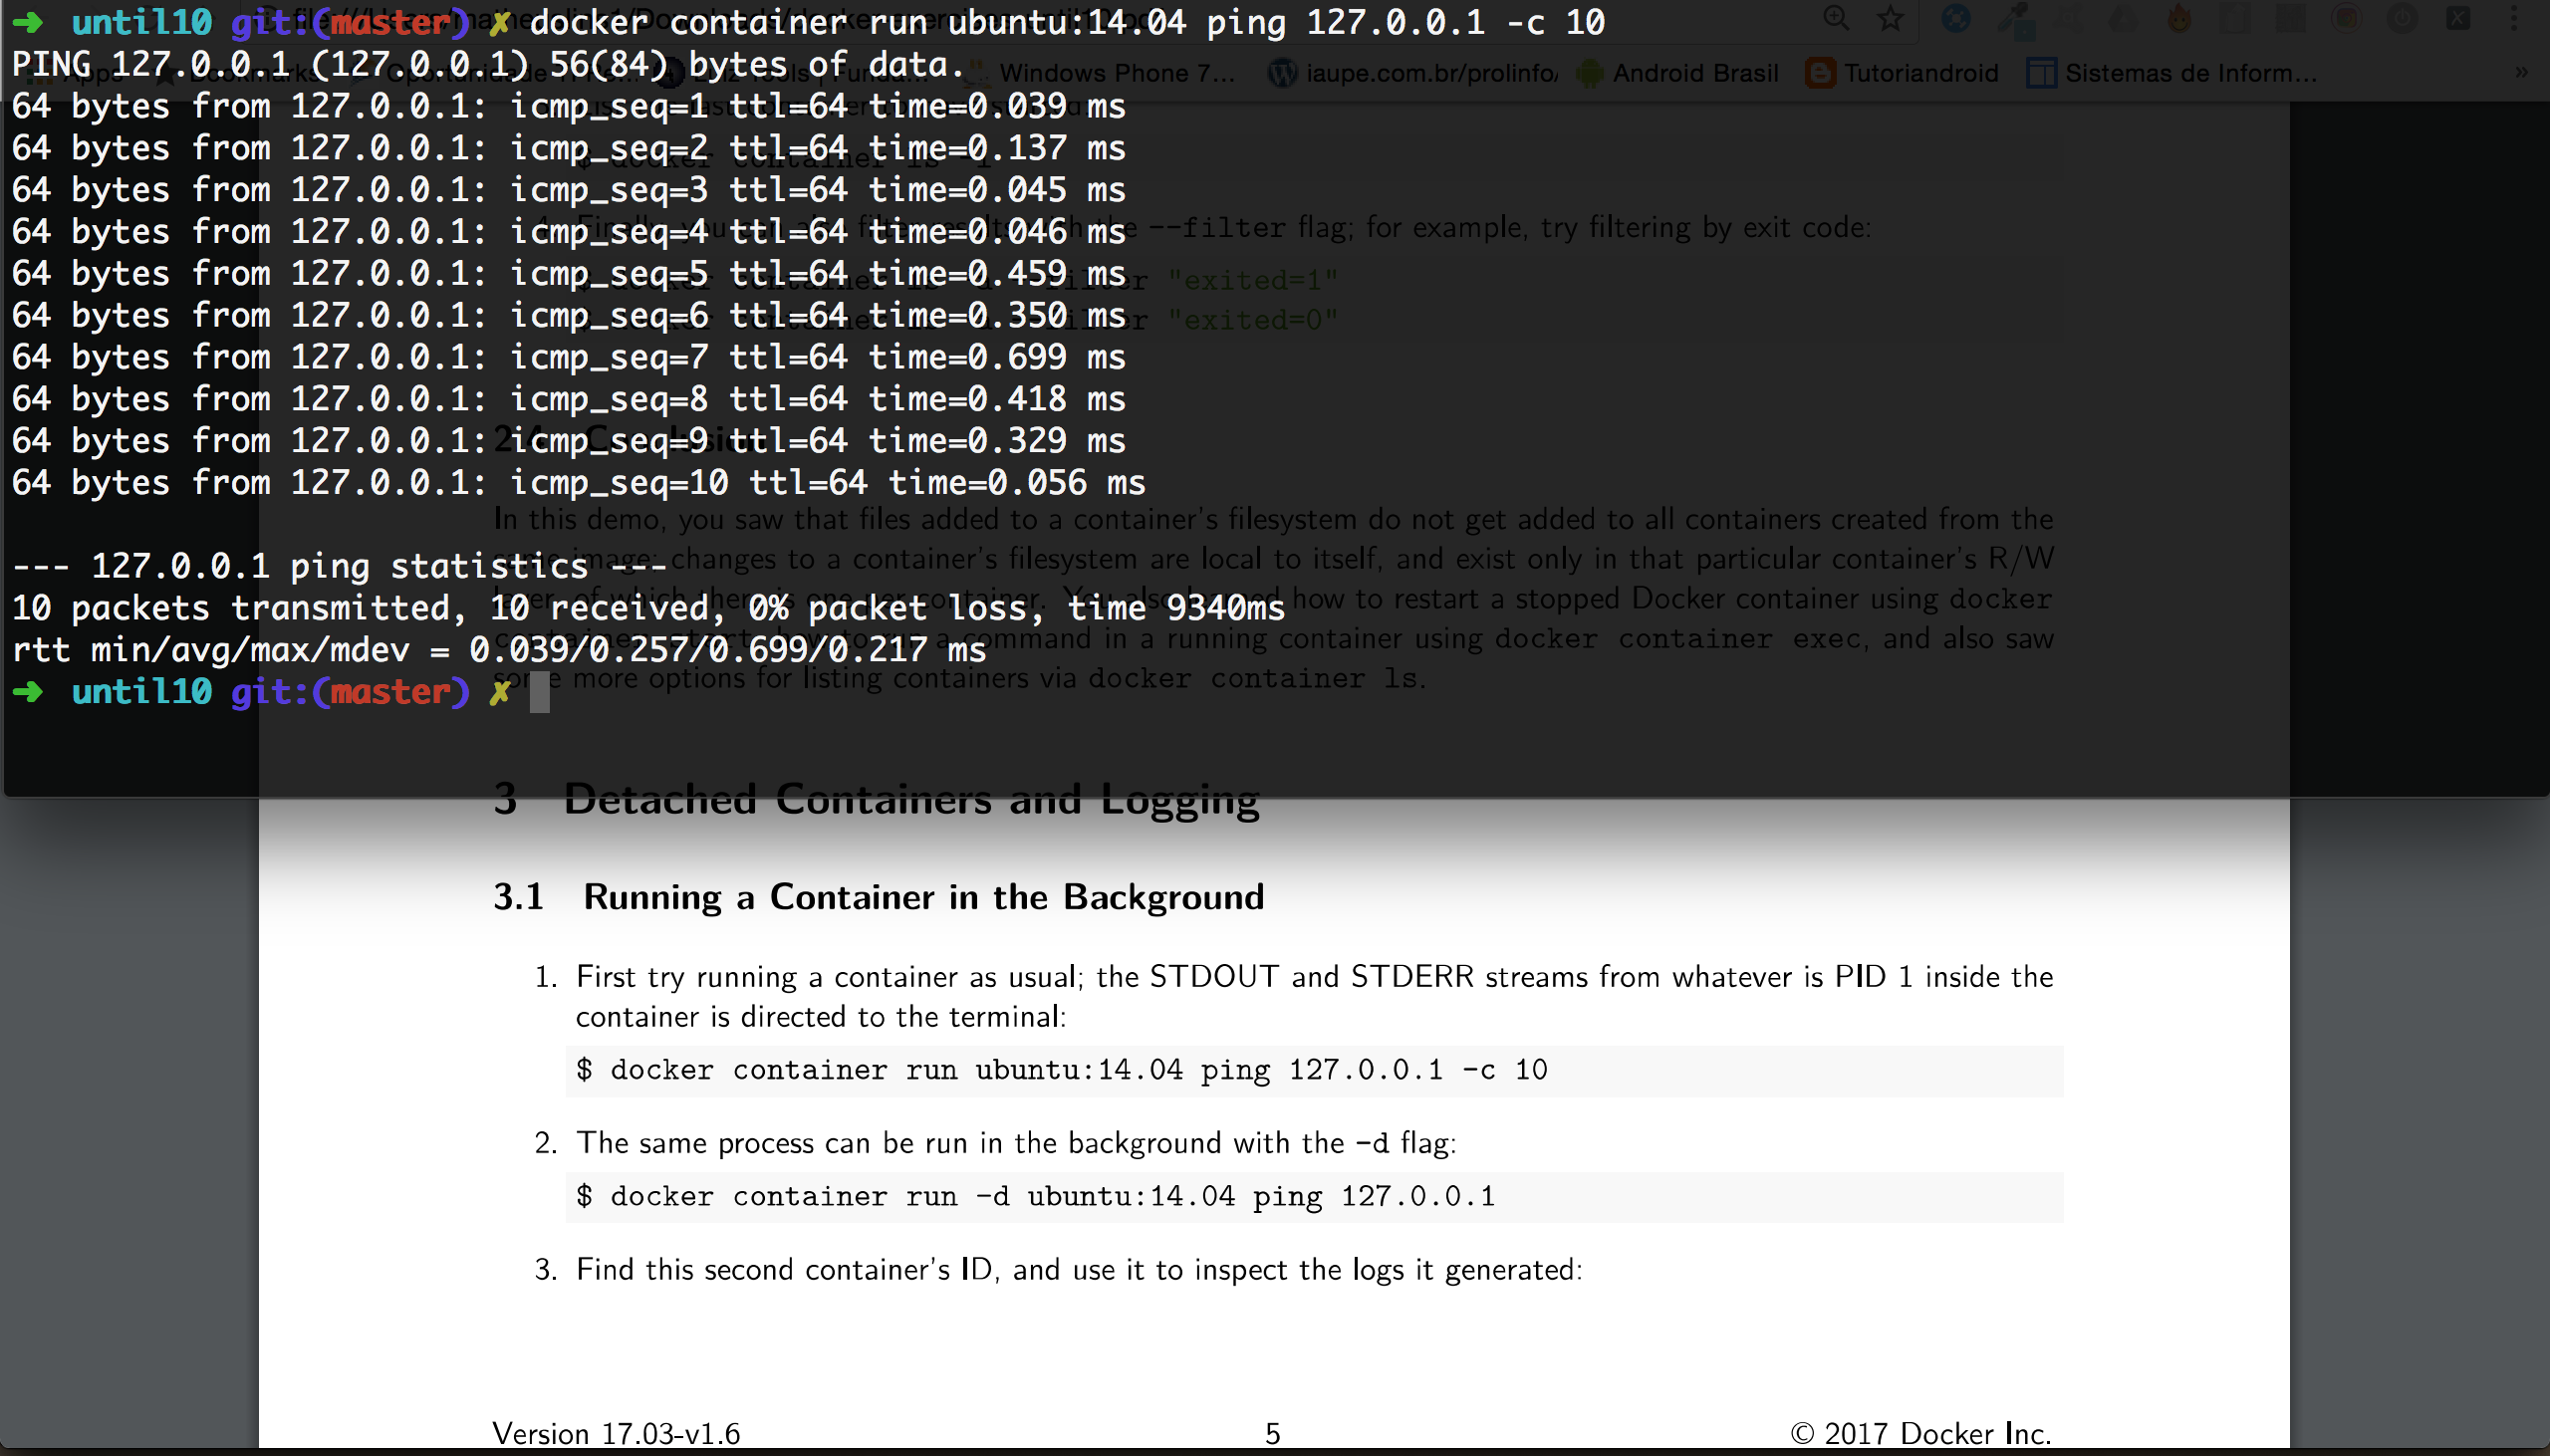 ➜ until10 git:(master) ✗ docker container run ubuntu:14.04 ping 127.0.0.1 -c 10
PING 127.0.0.1 (127.0.0.1) 56(84) bytes of data.
Windows Phone 7... iaupe.com.br/prolinfo/ Android Brasil Tutoriandroid Sistemas de Inform... »
64 bytes from 127.0.0.1: icmp_seq=1 ttl=64 time=0.039 ms
64 bytes from 127.0.0.1: icmp_seq=2 ttl=64 time=0.137 ms
64 bytes from 127.0.0.1: icmp_seq=3 ttl=64 time=0.045 ms
64 bytes from 127.0.0.1: icmp_seq=4 ttl=64 time=0.046 ms
--filter flag; for example, try filtering by exit code:
64 bytes from 127.0.0.1: icmp_seq=5 ttl=64 time=0.459 ms
"exited=1"
64 bytes from 127.0.0.1: icmp_seq=6 ttl=64 time=0.350 ms
"exited=0"
64 bytes from 127.0.0.1: icmp_seq=7 ttl=64 time=0.699 ms
64 bytes from 127.0.0.1: icmp_seq=8 ttl=64 time=0.418 ms
64 bytes from 127.0.0.1: icmp_seq=9 ttl=64 time=0.329 ms
64 bytes from 127.0.0.1: icmp_seq=10 ttl=64 time=0.056 ms
In this demo, you saw that files added to a container's filesystem do not get added to all containers created from the
--- 127.0.0.1 ping statistics ---
image; changes to a container's filesystem are local to itself, and exist only in that particular container's R/W
10 packets transmitted, 10 received, 0% packet loss, time 9340ms
how to restart a stopped Docker container using docker
rtt min/avg/max/mdev = 0.039/0.257/0.699/0.217 ms
command in a running container using docker container exec, and also saw
➜ until10 git:(master) ✗
some more options for listing containers via docker container ls.
3 Detached Containers and Logging
3.1 Running a Container in the Background
1. First try running a container as usual; the STDOUT and STDERR streams from whatever is PID 1 inside the
container is directed to the terminal:
$ docker container run ubuntu:14.04 ping 127.0.0.1 -c 10
2. The same process can be run in the background with the -d flag:
$ docker container run -d ubuntu:14.04 ping 127.0.0.1
3. Find this second container's ID, and use it to inspect the logs it generated:
Version 17.03-v1.6 5 © 2017 Docker Inc.